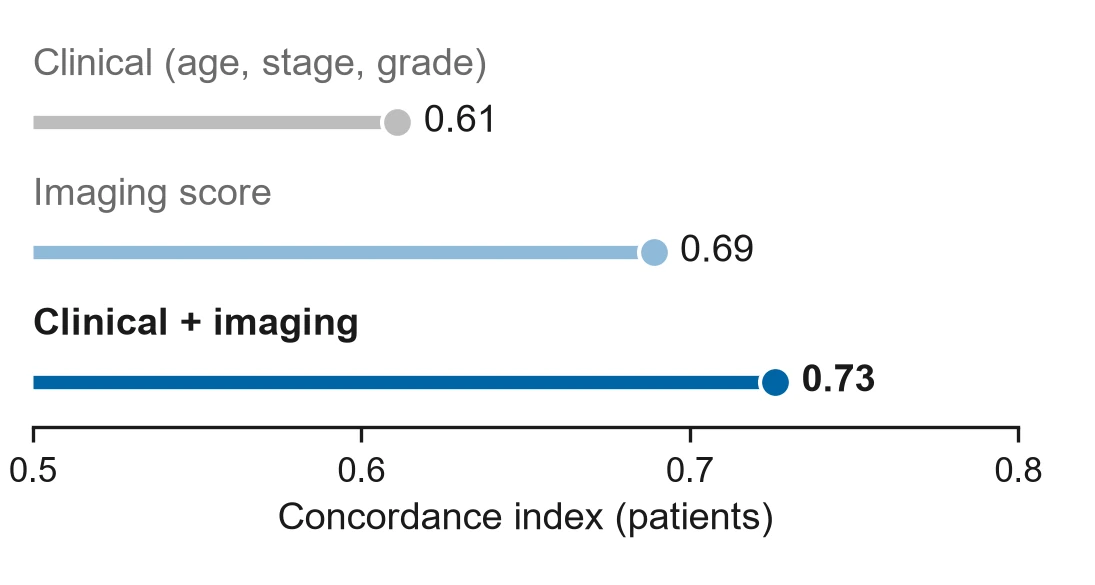 Clinical (age, stage, grade)
0.61
Imaging score
0.69
Clinical + imaging
0.73
0.5 0.6 0.7 0.8
Concordance index (patients)